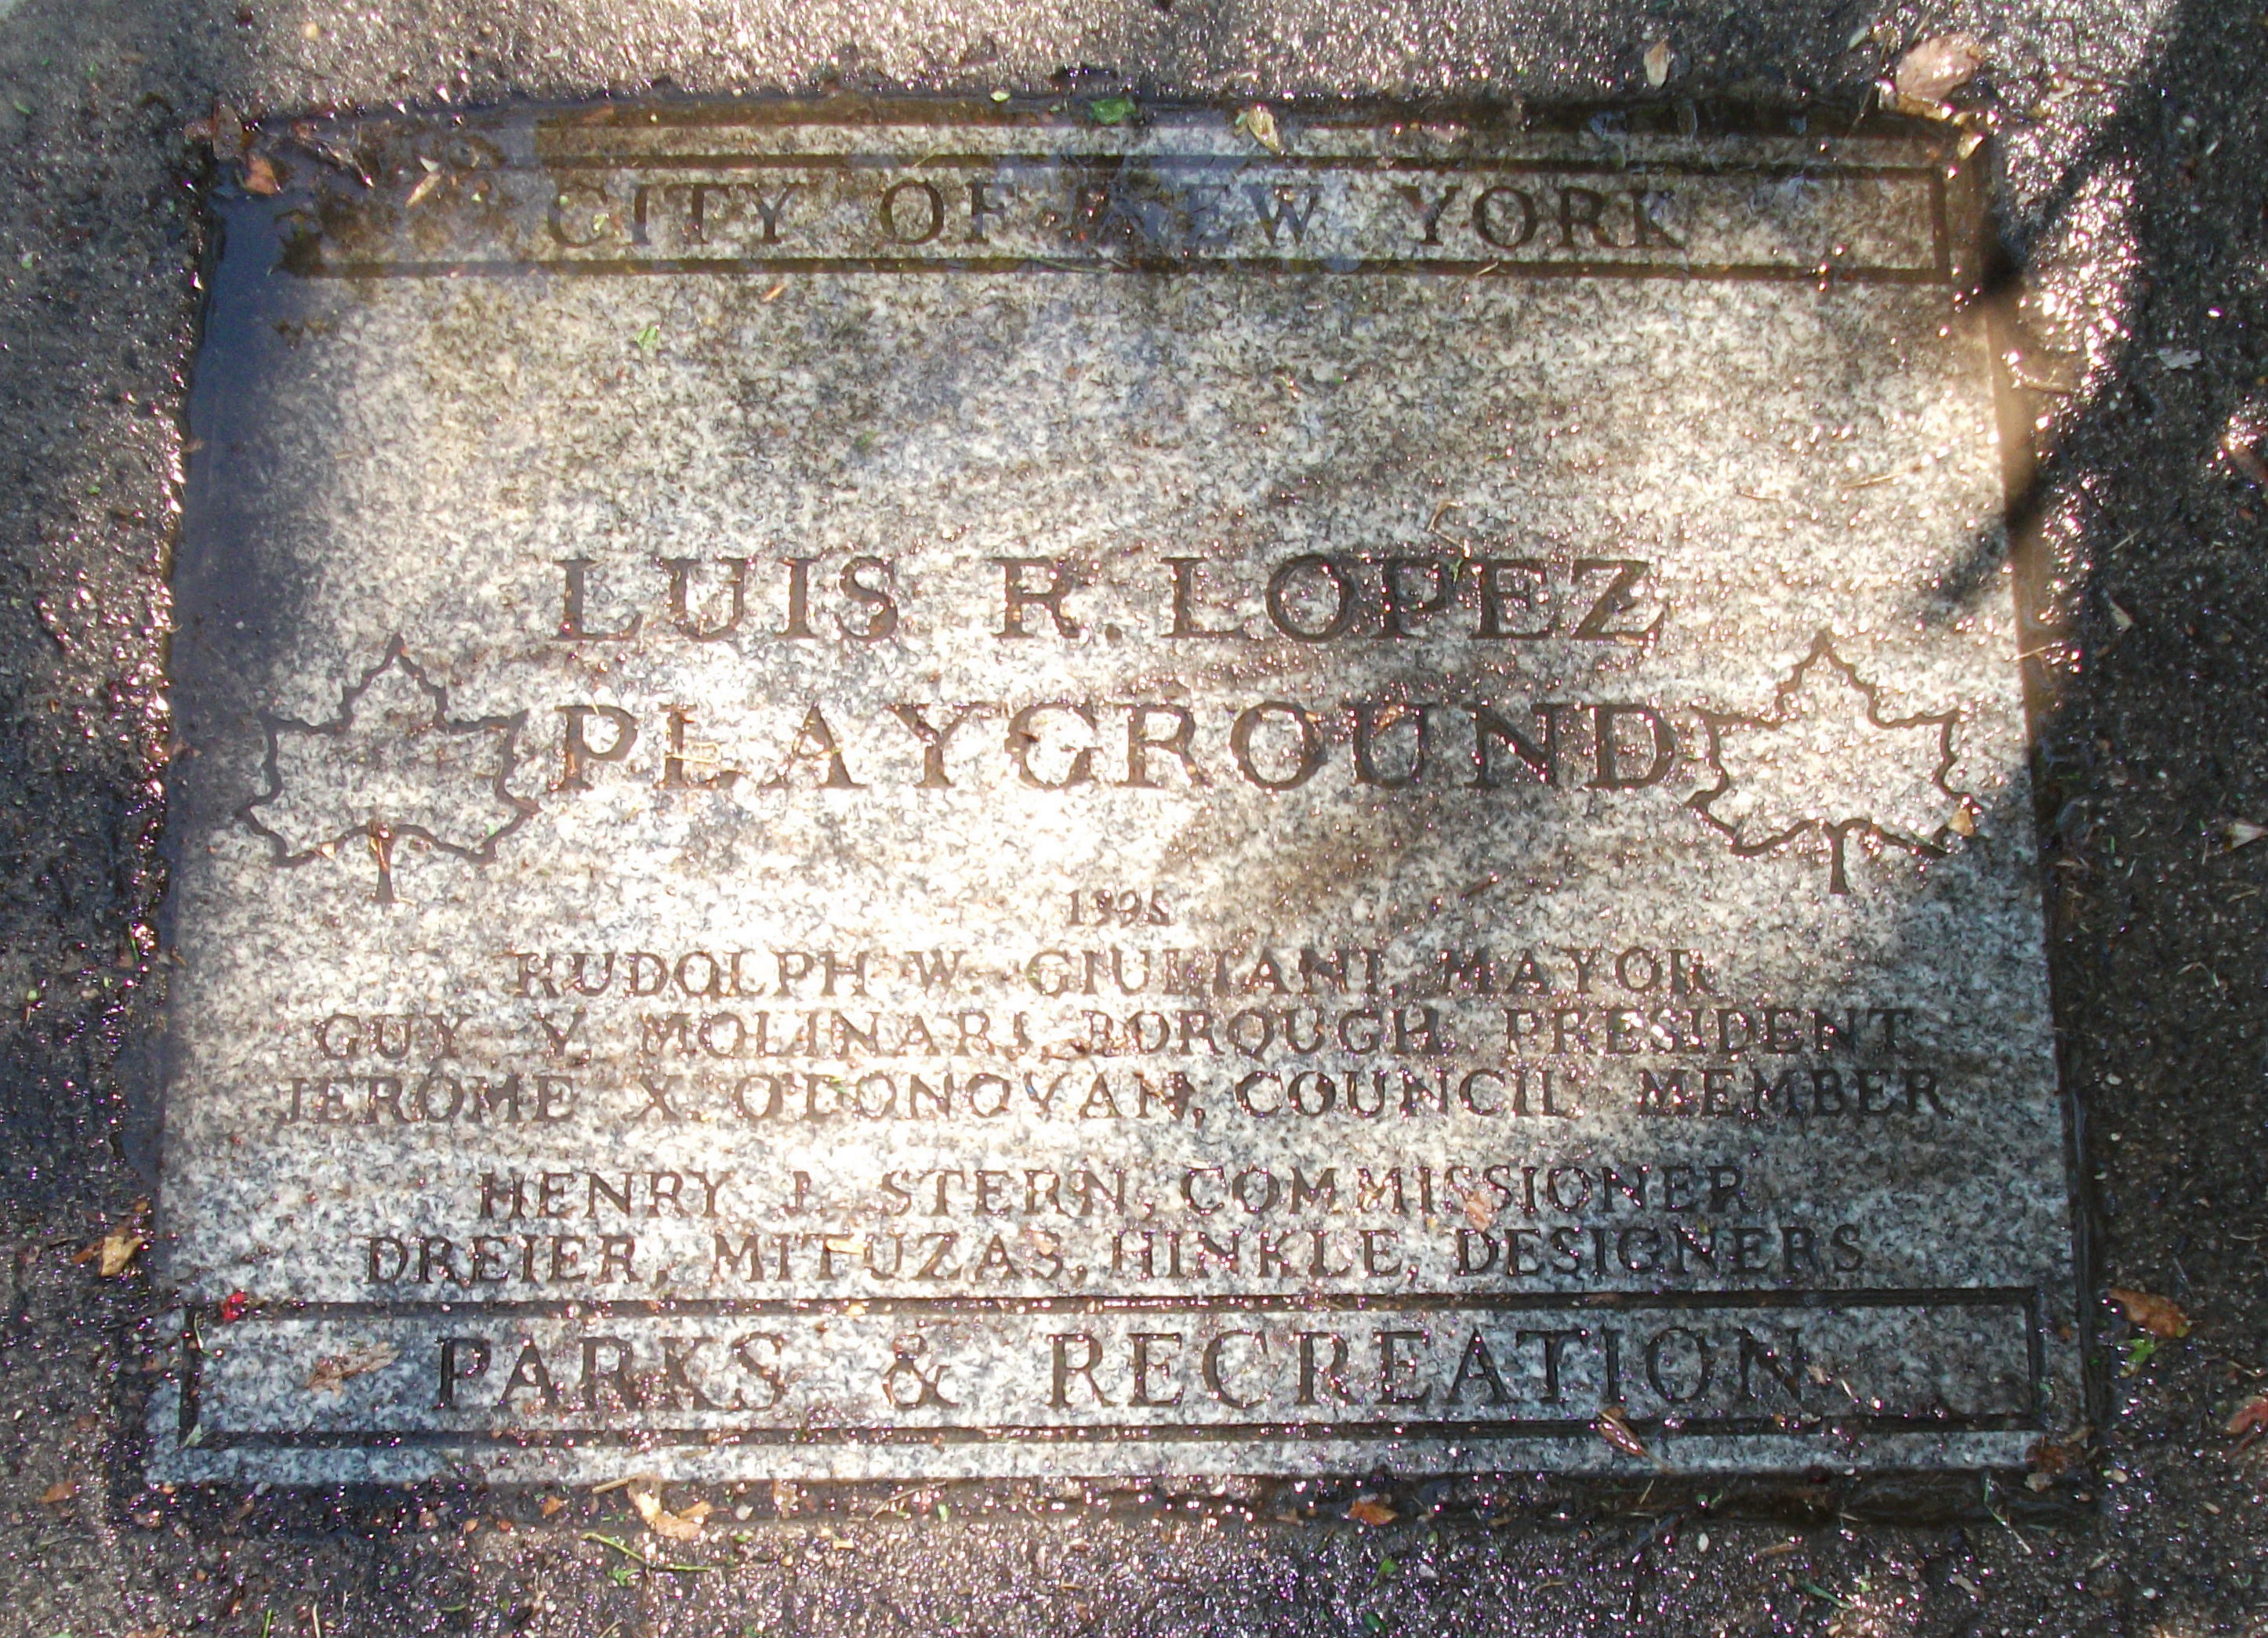 CITY OF NEW YORK
LUIS R. LOPEZ
PLAYGROUND
1995
RUDOLPH W. GIULIANI, MAYOR
GUY V. MOLINARI, BOROUGH PRESIDENT
JEROME X. O'DONOVAN, COUNCIL MEMBER
HENRY J. STERN, COMMISSIONER
DREIER, MITUZAS, HINKLE, DESIGNERS
PARKS & RECREATION